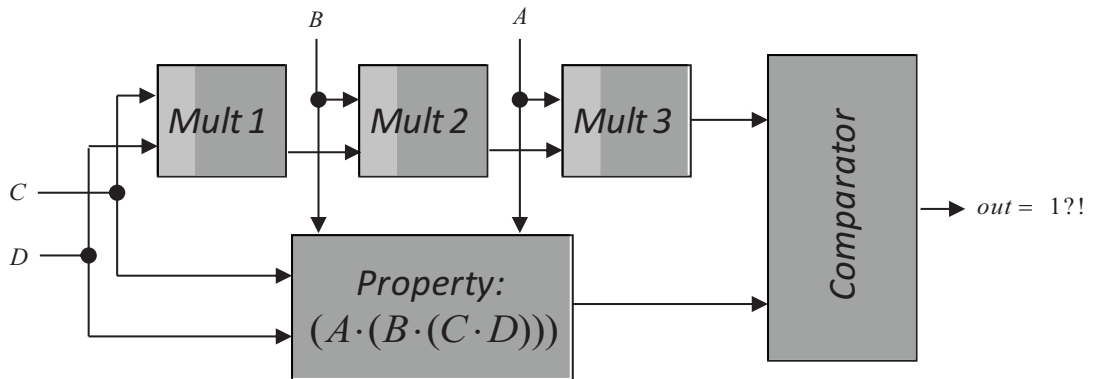 B
A
Mult 1
Mult 2
Mult 3
C
D
Property:
(A·(B·(C·D)))
Comparator
out = 1?!